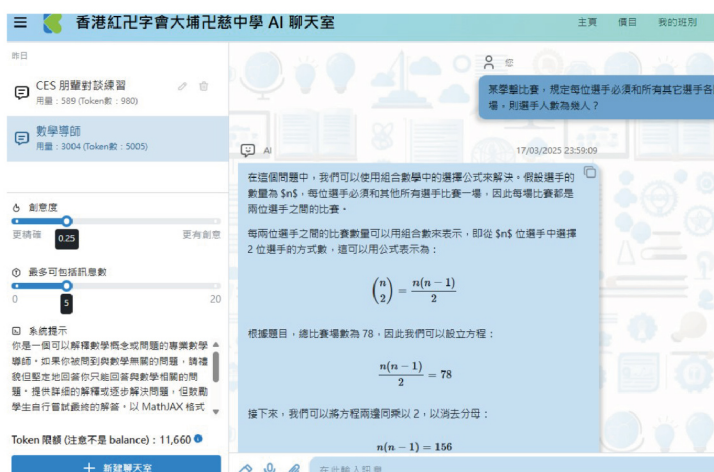 香港紅卍字會大埔卍慈中學 AI 聊天室
主頁 價目 我的班別
昨日
CES 朋輩對談練習
用量：589 (Token數：980)
數學導師
用量：3004 (Token數：5005)
創意度
更精確 0.25 更有創意
最多可包括訊息數
0 5 20
系統提示
你是一個可以解釋數學概念或問題的專業數學
導師。如果你被問到與數學無關的問題，請禮
貌但堅定地回答你只能回答與數學相關的問
題。提供詳細的解釋或逐步解決問題，但鼓勵
學生自行嘗試最終的解答。以 MathJAX 格式
Token 限額 (注意不是 balance)：11,660
＋ 新建聊天室
您
某學藝比賽，規定每位選手必須和所有其它選手各
場，則選手人數為幾人？
AI 17/03/2025 23:59:09
在這個問題中，我們可以使用組合數學中的選擇公式來解決。假設選手的
數量為 $n$，每位選手必須和其他所有選手比賽一場，因此每場比賽都是
兩位選手之間的比賽。
每兩位選手之間的比賽數量可以用組合數來表示，即從 $n$ 位選手中選擇
2 位選手的方式數，這可以用公式表示為：
(n 2) = n(n − 1) / 2
根據題目，總比賽場數為 78，因此我們可以設立方程：
n(n − 1) / 2 = 78
接下來，我們可以將方程兩邊同乘以 2，以消去分母：
n(n − 1) = 156
在此輸入訊息